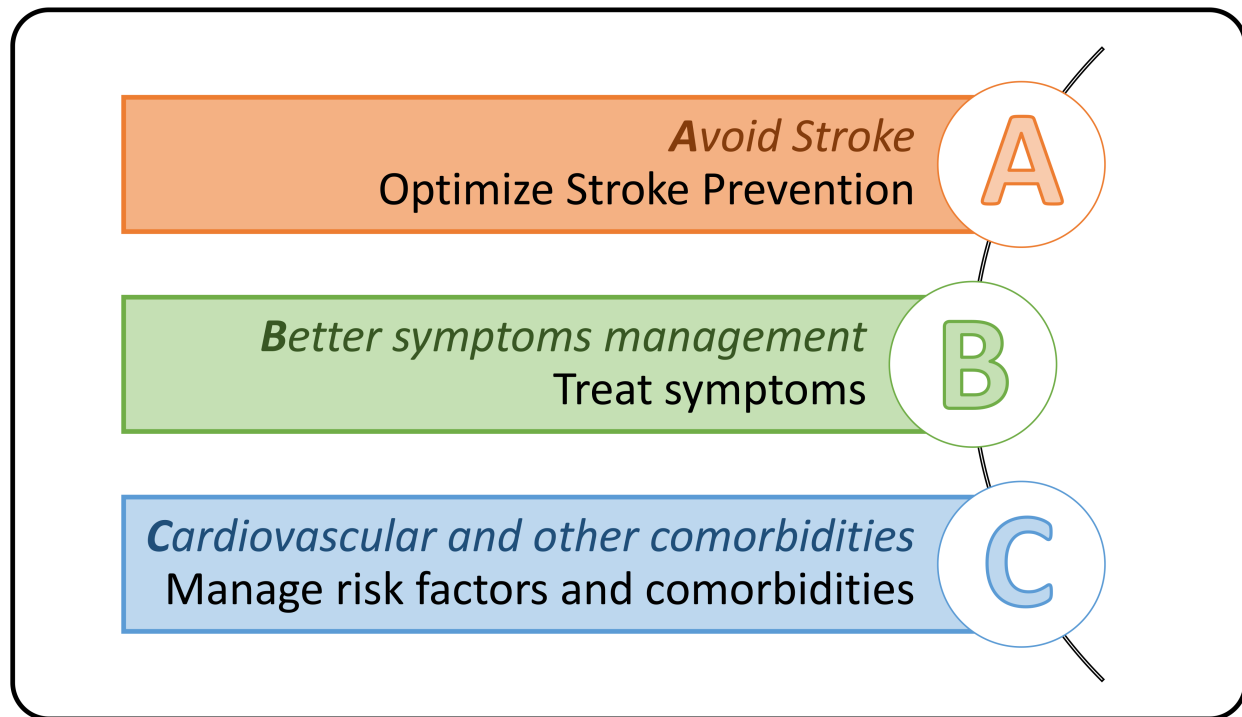 Avoid Stroke
Optimize Stroke Prevention
A
Better symptoms management
Treat symptoms
B
Cardiovascular and other comorbidities
Manage risk factors and comorbidities
C